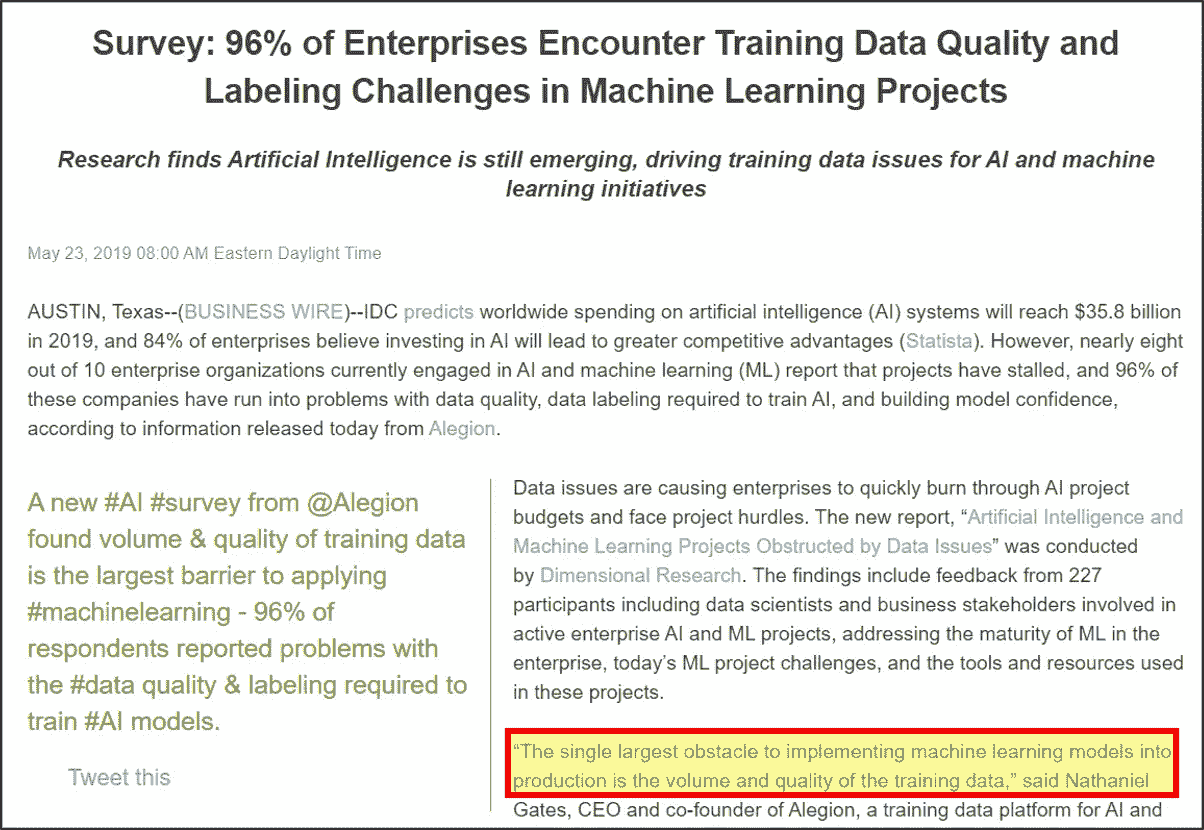 Survey: 96% of Enterprises Encounter Training Data Quality and
Labeling Challenges in Machine Learning Projects
Research finds Artificial Intelligence is still emerging, driving training data issues for AI and machine
learning initiatives
May 23, 2019 08:00 AM Eastern Daylight Time
AUSTIN, Texas--(BUSINESS WIRE)--IDC predicts worldwide spending on artificial intelligence (AI) systems will reach $35.8 billion
in 2019, and 84% of enterprises believe investing in AI will lead to greater competitive advantages (Statista). However, nearly eight
out of 10 enterprise organizations currently engaged in AI and machine learning (ML) report that projects have stalled, and 96% of
these companies have run into problems with data quality, data labeling required to train AI, and building model confidence,
according to information released today from Alegion.
A new #AI #survey from @Alegion
found volume & quality of training data
is the largest barrier to applying
#machinelearning - 96% of
respondents reported problems with
the #data quality & labeling required to
train #AI models.
Tweet this
Data issues are causing enterprises to quickly burn through AI project
budgets and face project hurdles. The new report, “Artificial Intelligence and
Machine Learning Projects Obstructed by Data Issues” was conducted
by Dimensional Research. The findings include feedback from 227
participants including data scientists and business stakeholders involved in
active enterprise AI and ML projects, addressing the maturity of ML in the
enterprise, today’s ML project challenges, and the tools and resources used
in these projects.
“The single largest obstacle to implementing machine learning models into
production is the volume and quality of the training data,” said Nathaniel
Gates, CEO and co-founder of Alegion, a training data platform for AI and